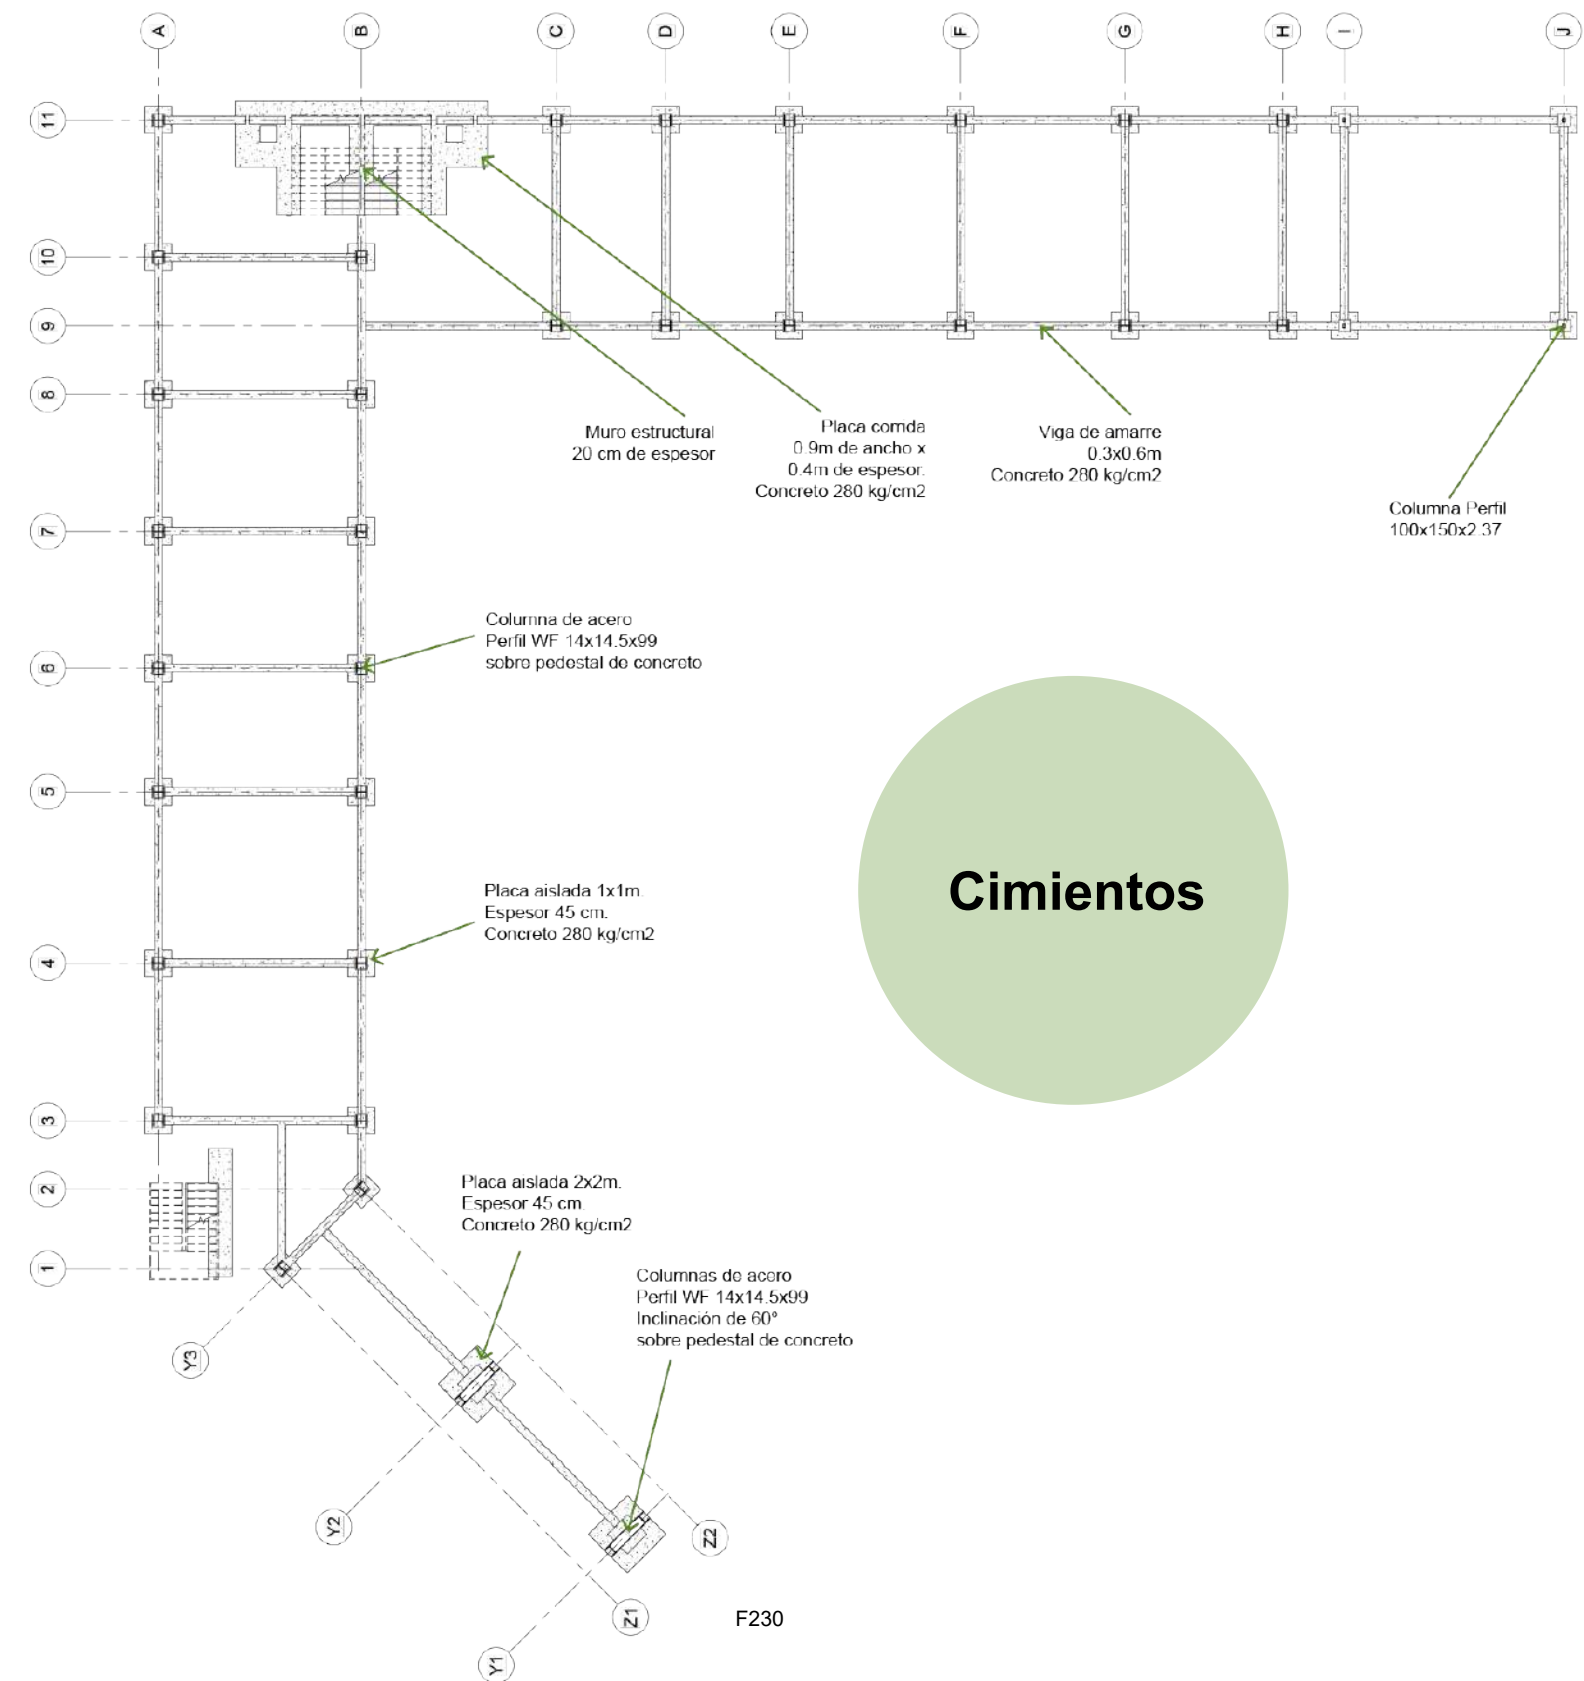 A
B
C
D
E
F
G
H
I
J
11
10
9
8
7
6
5
4
3
2
1
Muro estructural
20 cm de espesor
Placa corrida
0.9m de ancho x
0.4m de espesor.
Concreto 280 kg/cm2
Viga de amarre
0.3x0.6m
Concreto 280 kg/cm2
Columna Perfil
100x150x2.37
Columna de acero
Perfil WF 14x14.5x99
sobre pedestal de concreto
Cimientos
Placa aislada 1x1m.
Espesor 45 cm.
Concreto 280 kg/cm2
Placa aislada 2x2m.
Espesor 45 cm.
Concreto 280 kg/cm2
Columnas de acero
Perfil WF 14x14.5x99
Inclinación de 60°
sobre pedestal de concreto
Y3
Y2
Z2
Z1
Y1
F230